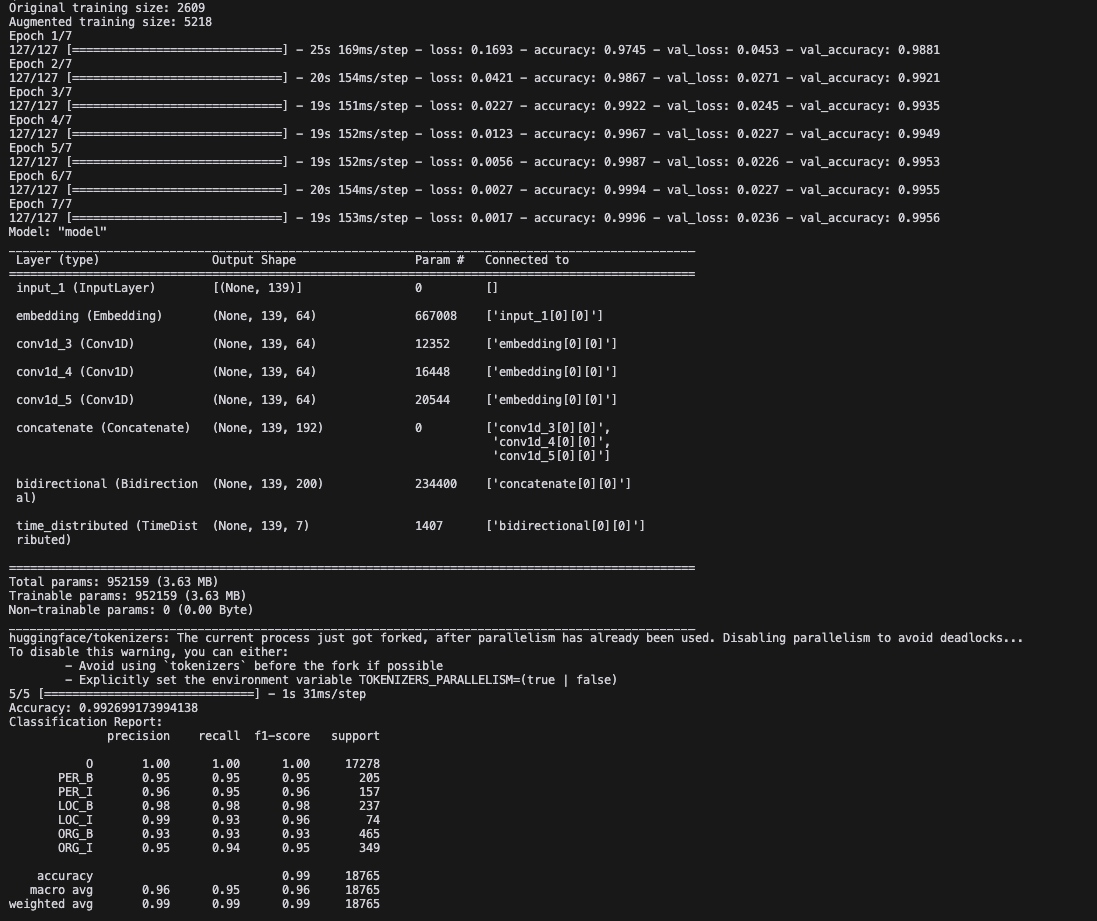 Original training size: 2609
Augmented training size: 5218
Epoch 1/7
127/127 [==============================] - 25s 169ms/step - loss: 0.1693 - accuracy: 0.9745 - val_loss: 0.0453 - val_accuracy: 0.9881
Epoch 2/7
127/127 [==============================] - 20s 154ms/step - loss: 0.0421 - accuracy: 0.9867 - val_loss: 0.0271 - val_accuracy: 0.9921
Epoch 3/7
127/127 [==============================] - 19s 151ms/step - loss: 0.0227 - accuracy: 0.9922 - val_loss: 0.0245 - val_accuracy: 0.9935
Epoch 4/7
127/127 [==============================] - 19s 152ms/step - loss: 0.0123 - accuracy: 0.9967 - val_loss: 0.0227 - val_accuracy: 0.9949
Epoch 5/7
127/127 [==============================] - 19s 152ms/step - loss: 0.0056 - accuracy: 0.9987 - val_loss: 0.0226 - val_accuracy: 0.9953
Epoch 6/7
127/127 [==============================] - 20s 154ms/step - loss: 0.0027 - accuracy: 0.9994 - val_loss: 0.0227 - val_accuracy: 0.9955
Epoch 7/7
127/127 [==============================] - 19s 153ms/step - loss: 0.0017 - accuracy: 0.9996 - val_loss: 0.0236 - val_accuracy: 0.9956
Model: "model"
__________________________________________________________________________________________________
Layer (type) Output Shape Param # Connected to
==================================================================================================
input_1 (InputLayer) [(None, 139)] 0 []
embedding (Embedding) (None, 139, 64) 667008 ['input_1[0][0]']
conv1d_3 (Conv1D) (None, 139, 64) 12352 ['embedding[0][0]']
conv1d_4 (Conv1D) (None, 139, 64) 16448 ['embedding[0][0]']
conv1d_5 (Conv1D) (None, 139, 64) 20544 ['embedding[0][0]']
concatenate (Concatenate) (None, 139, 192) 0 ['conv1d_3[0][0]',
'conv1d_4[0][0]',
'conv1d_5[0][0]']
bidirectional (Bidirection (None, 139, 200) 234400 ['concatenate[0][0]']
al)
time_distributed (TimeDist (None, 139, 7) 1407 ['bidirectional[0][0]']
ributed)
==================================================================================================
Total params: 952159 (3.63 MB)
Trainable params: 952159 (3.63 MB)
Non-trainable params: 0 (0.00 Byte)
__________________________________________________________________________________________________
huggingface/tokenizers: The current process just got forked, after parallelism has already been used. Disabling parallelism to avoid deadlocks...
To disable this warning, you can either:
- Avoid using `tokenizers` before the fork if possible
- Explicitly set the environment variable TOKENIZERS_PARALLELISM=(true | false)
5/5 [==============================] - 1s 31ms/step
Accuracy: 0.992699173994138
Classification Report:
precision recall f1-score support
O 1.00 1.00 1.00 17278
PER_B 0.95 0.95 0.95 205
PER_I 0.96 0.95 0.96 157
LOC_B 0.98 0.98 0.98 237
LOC_I 0.99 0.93 0.96 74
ORG_B 0.93 0.93 0.93 465
ORG_I 0.95 0.94 0.95 349
accuracy 0.99 18765
macro avg 0.96 0.95 0.96 18765
weighted avg 0.99 0.99 0.99 18765